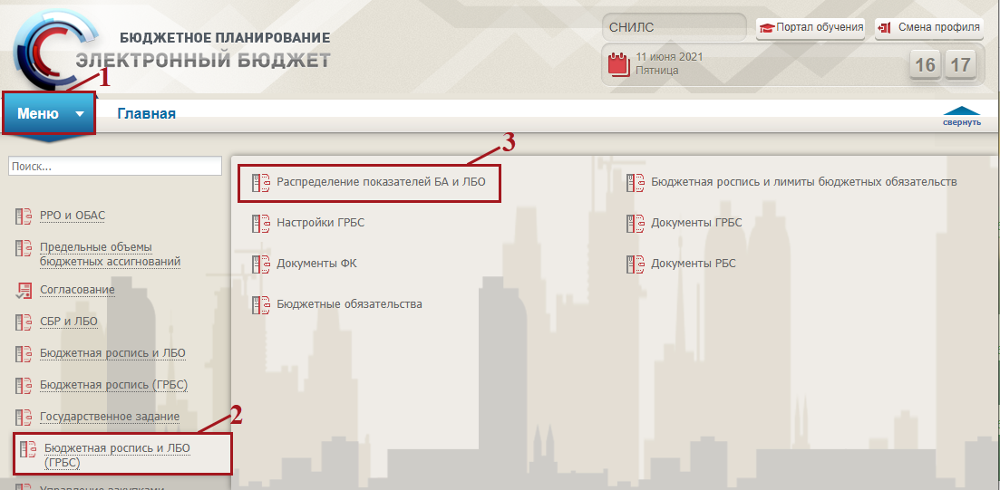 БЮДЖЕТНОЕ ПЛАНИРОВАНИЕ
ЭЛЕКТРОННЫЙ БЮДЖЕТ
СНИЛС
Портал обучения
Смена профиля
11 июня 2021
Пятница
16 17
1
Меню
Главная
свернуть
3
Поиск...
РРО и ОБАС
Предельные объемы
бюджетных ассигнований
Согласование
СБР и ЛБО
Бюджетная роспись и ЛБО
Бюджетная роспись (ГРБС)
Государственное задание
2
Бюджетная роспись и ЛБО
(ГРБС)
Управление закупками
Распределение показателей БА и ЛБО
Бюджетная роспись и лимиты бюджетных обязательств
Настройки ГРБС
Документы ГРБС
Документы ФК
Документы РБС
Бюджетные обязательства